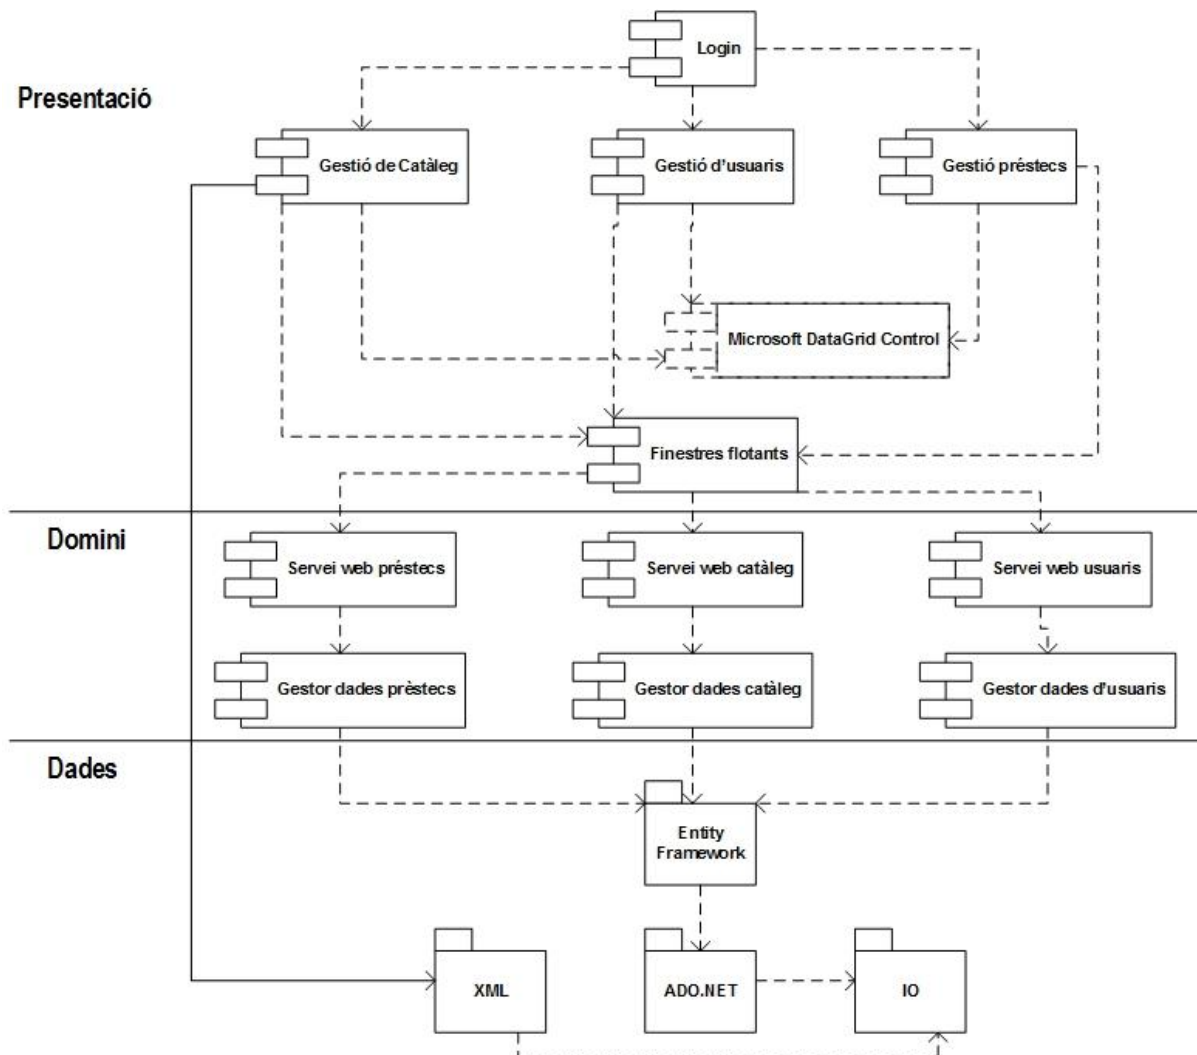 Login
Presentació
Gestió de Catàleg
Gestió d'usuaris
Gestió préstecs
Microsoft DataGrid Control
Finestres flotants
Domini
Servei web préstecs
Servei web catàleg
Servei web usuaris
Gestor dades prèstecs
Gestor dades catàleg
Gestor dades d'usuaris
Dades
Entity
Framework
XML
ADO.NET
IO